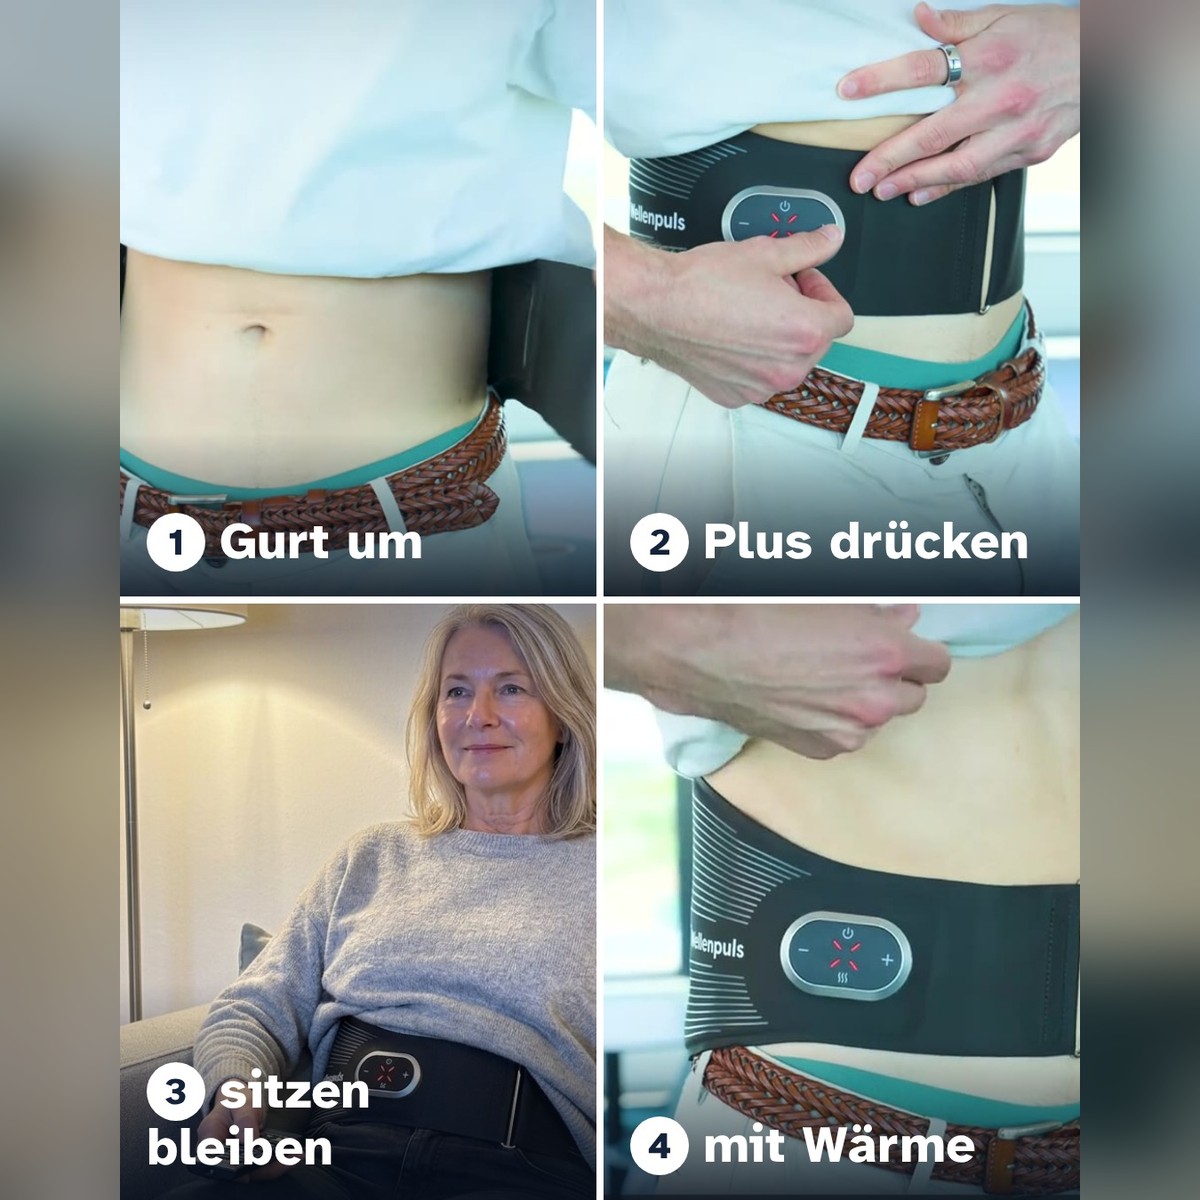 Wellenpuls
1 Gurt um
2 Plus drücken
Wellenpuls
3 sitzen
bleiben
4 mit Wärme